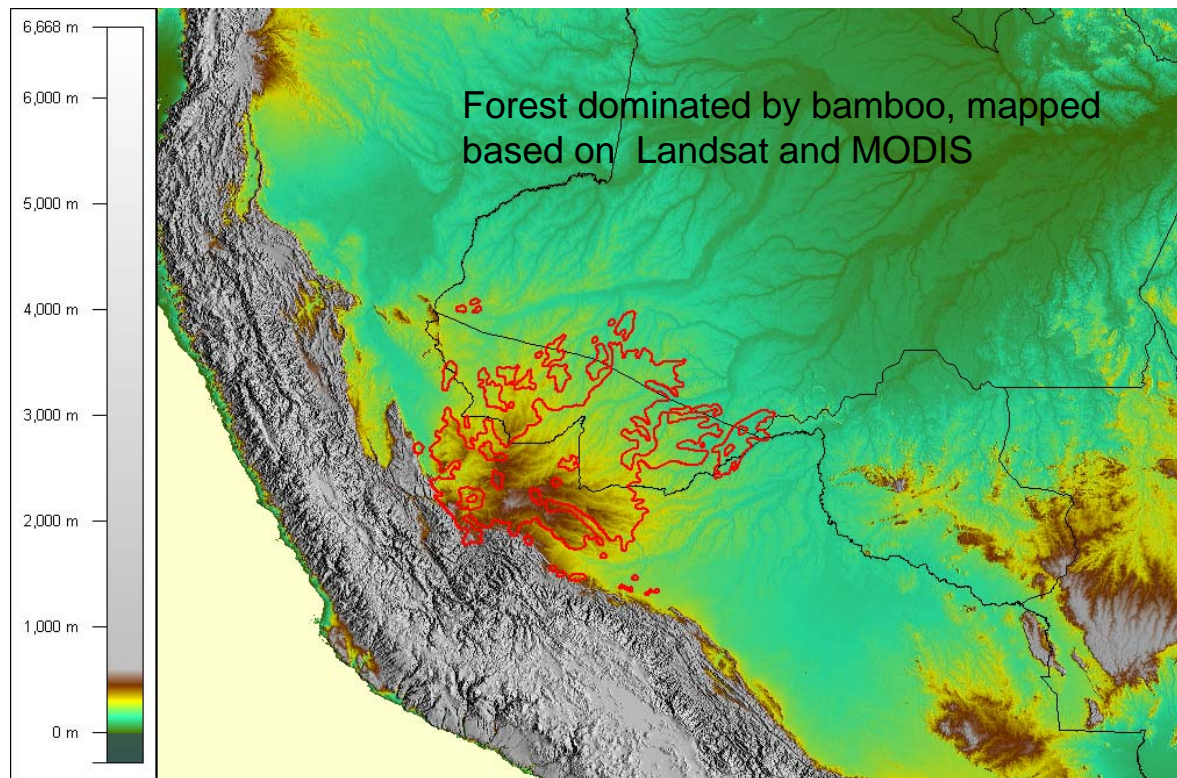 6,668 m
6,000 m
5,000 m
4,000 m
3,000 m
2,000 m
1,000 m
0 m
Forest dominated by bamboo, mapped
based on Landsat and MODIS